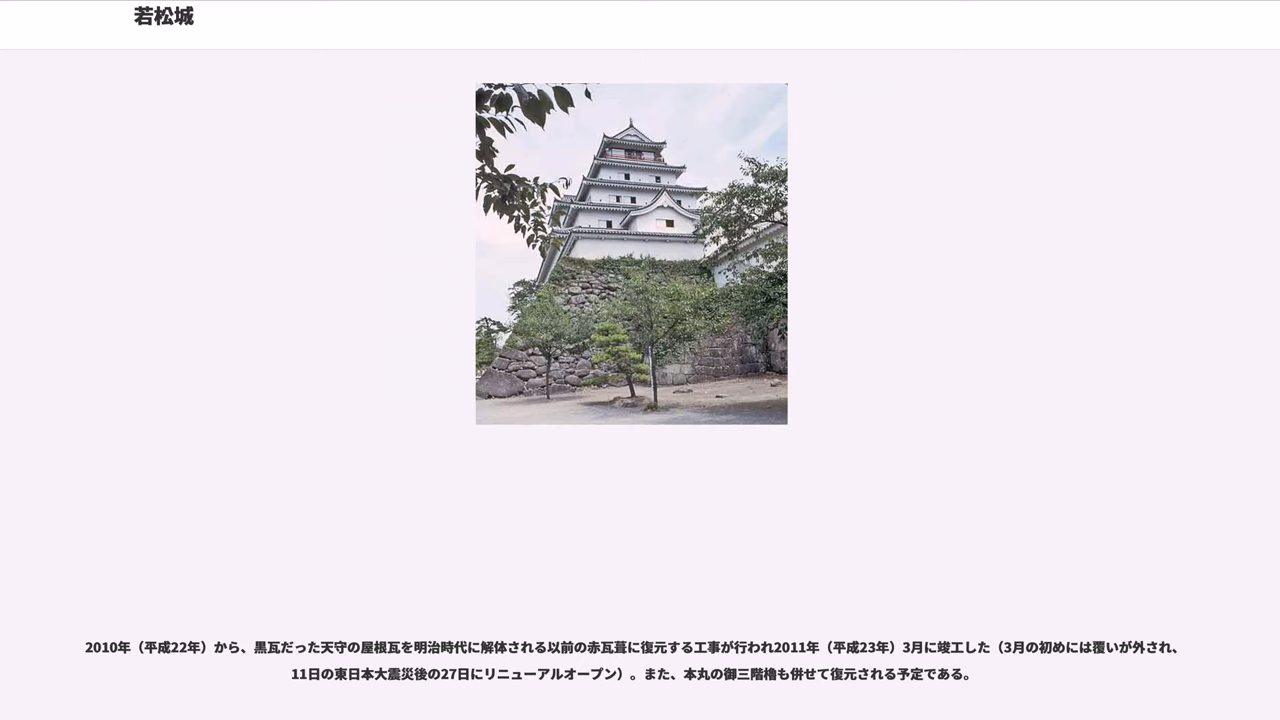 若松城
2010年（平成22年）から、黒瓦だった天守の屋根瓦を明治時代に解体される以前の赤瓦葺に復元する工事が行われ2011年（平成23年）3月に竣工した（3月の初めには覆いが外され、
11日の東日本大震災後の27日にリニューアルオープン）。また、本丸の御三階櫓も併せて復元される予定である。